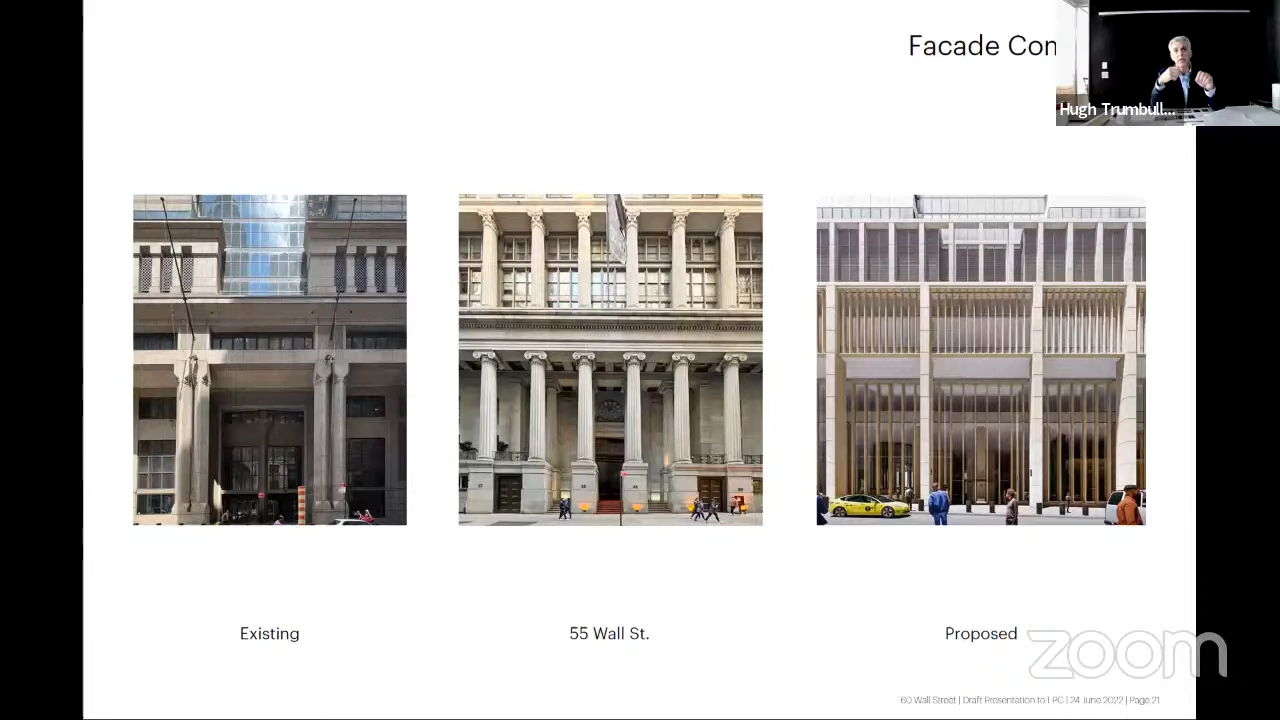 Facade Con
Hugh Trumbull...
Existing
55 Wall St.
Proposed
zoom
60 Wall Street | Draft Presentation to LPC | 24 June 2022 | Page 21